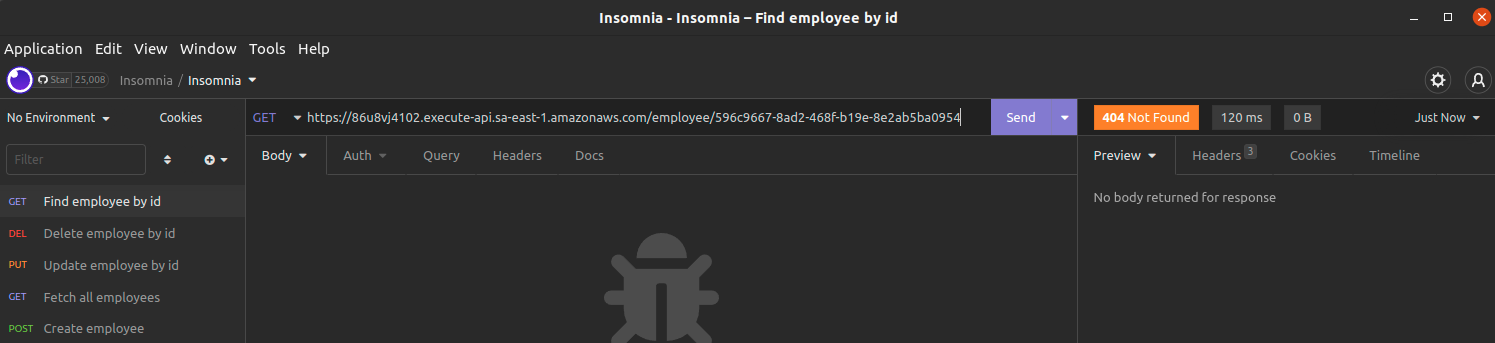 Insomnia - Insomnia – Find employee by id
Application Edit View Window Tools Help
Star 25,008 Insomnia / Insomnia
No Environment Cookies
GET https://86u8vj4102.execute-api.sa-east-1.amazonaws.com/employee/596c9667-8ad2-468f-b19e-8e2ab5ba0954 Send
404 Not Found 120 ms 0 B Just Now
Filter
Body Auth Query Headers Docs
Preview Headers 3 Cookies Timeline
GET Find employee by id
DEL Delete employee by id
PUT Update employee by id
GET Fetch all employees
POST Create employee
No body returned for response